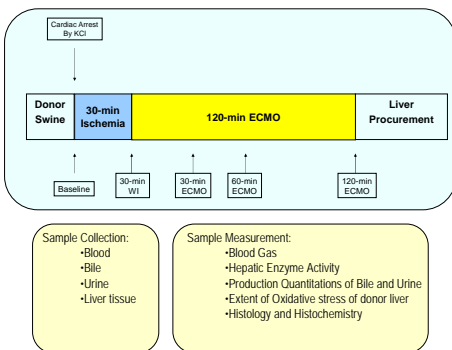 Cardiac Arrest
By KCl
Donor
Swine
30-min
Ischemia
120-min ECMO
Liver
Procurement
Baseline
30-min
WI
30-min
ECMO
60-min
ECMO
120-min
ECMO
Sample Collection:
•Blood
•Bile
•Urine
•Liver tissue
Sample Measurement:
•Blood Gas
•Hepatic Enzyme Activity
•Production Quantitations of Bile and Urine
•Extent of Oxidative stress of donor liver
•Histology and Histochemistry